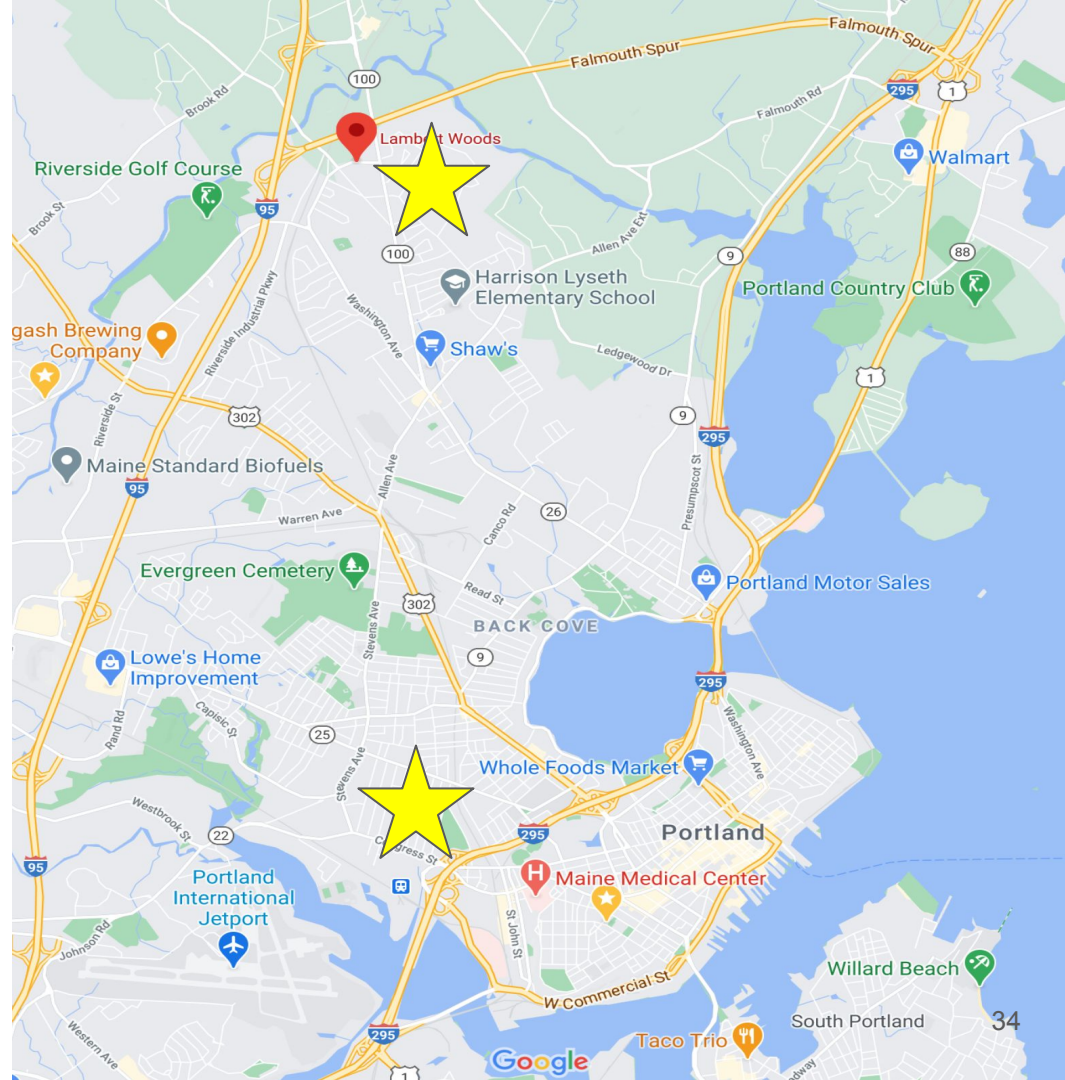 Falmouth Spur
Falmouth Spur
100
295
1
Brook Rd
Falmouth Rd
Lambert Woods
Walmart
Riverside Golf Course
95
Brook St
Allen Ave Ext
100
9
88
Harrison Lyseth
Elementary School
Portland Country Club
Riverside Industrial Pkwy
Washington Ave
gash Brewing
Company
Shaw's
Ledgewood Dr
1
Riverside St
302
9
295
Maine Standard Biofuels
Allen Ave
95
Presumpscot St
Warren Ave
Canco Rd
26
Evergreen Cemetery
Read St
Portland Motor Sales
302
Stevens Ave
BACK COVE
9
Lowe's Home
Improvement
295
Rand Rd
Capisic St
25
Washington Ave
Stevens Ave
Whole Foods Market
Westbrook St
22
Congress St
295
Portland
95
H
Maine Medical Center
Portland
International
Jetport
St John St
Johnson Rd
Willard Beach
W Commercial St
Western Ave
295
South Portland
34
Taco Trio
Google
1
adway